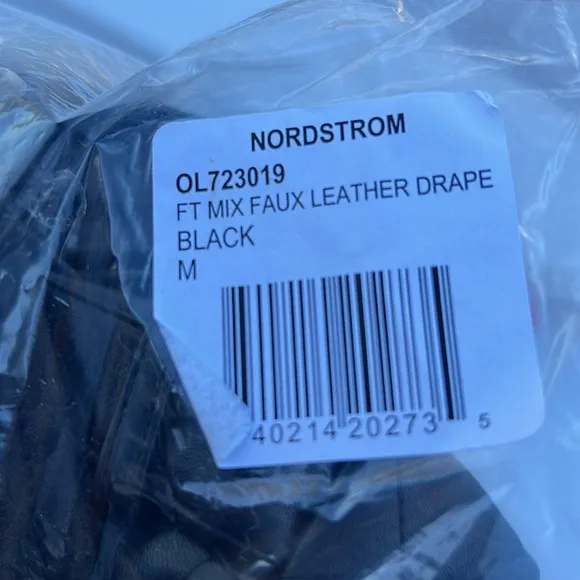 NORDSTROM
OL723019
FT MIX FAUX LEATHER DRAPE
BLACK
M
40214 20273 5